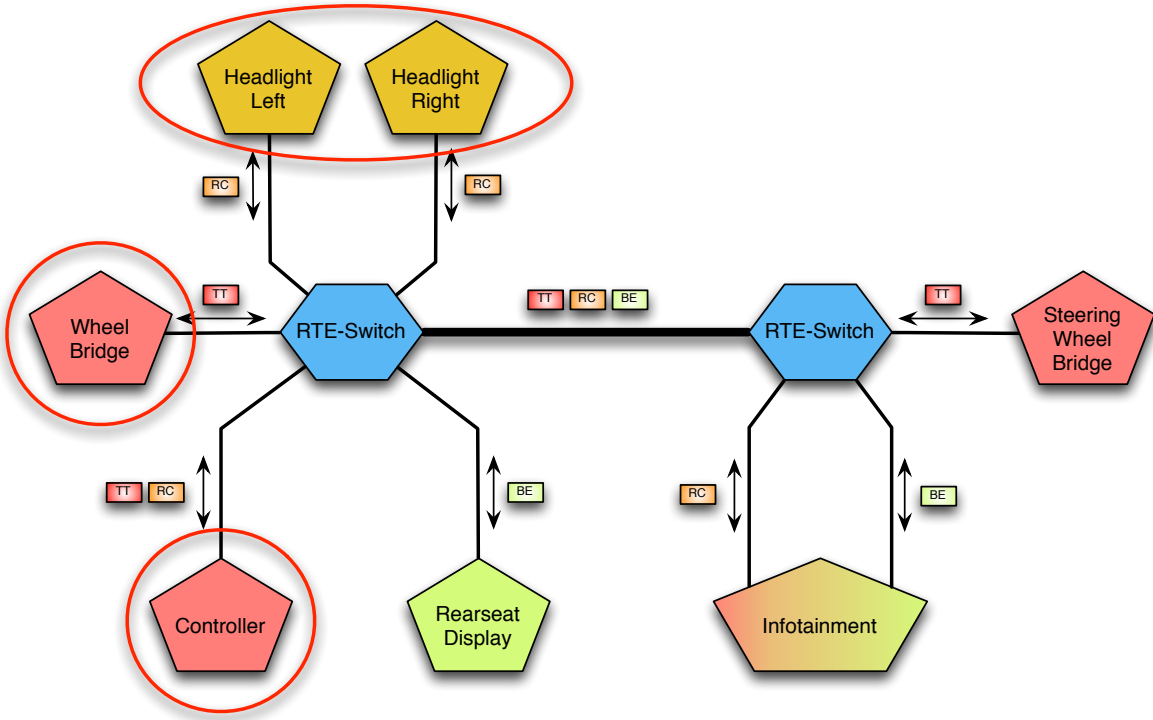 Headlight
Left
Headlight
Right
RC
RC
TT
TT RC BE
TT
Wheel
Bridge
RTE-Switch
RTE-Switch
Steering
Wheel
Bridge
TT RC
BE
RC
BE
Controller
Rearseat
Display
Infotainment